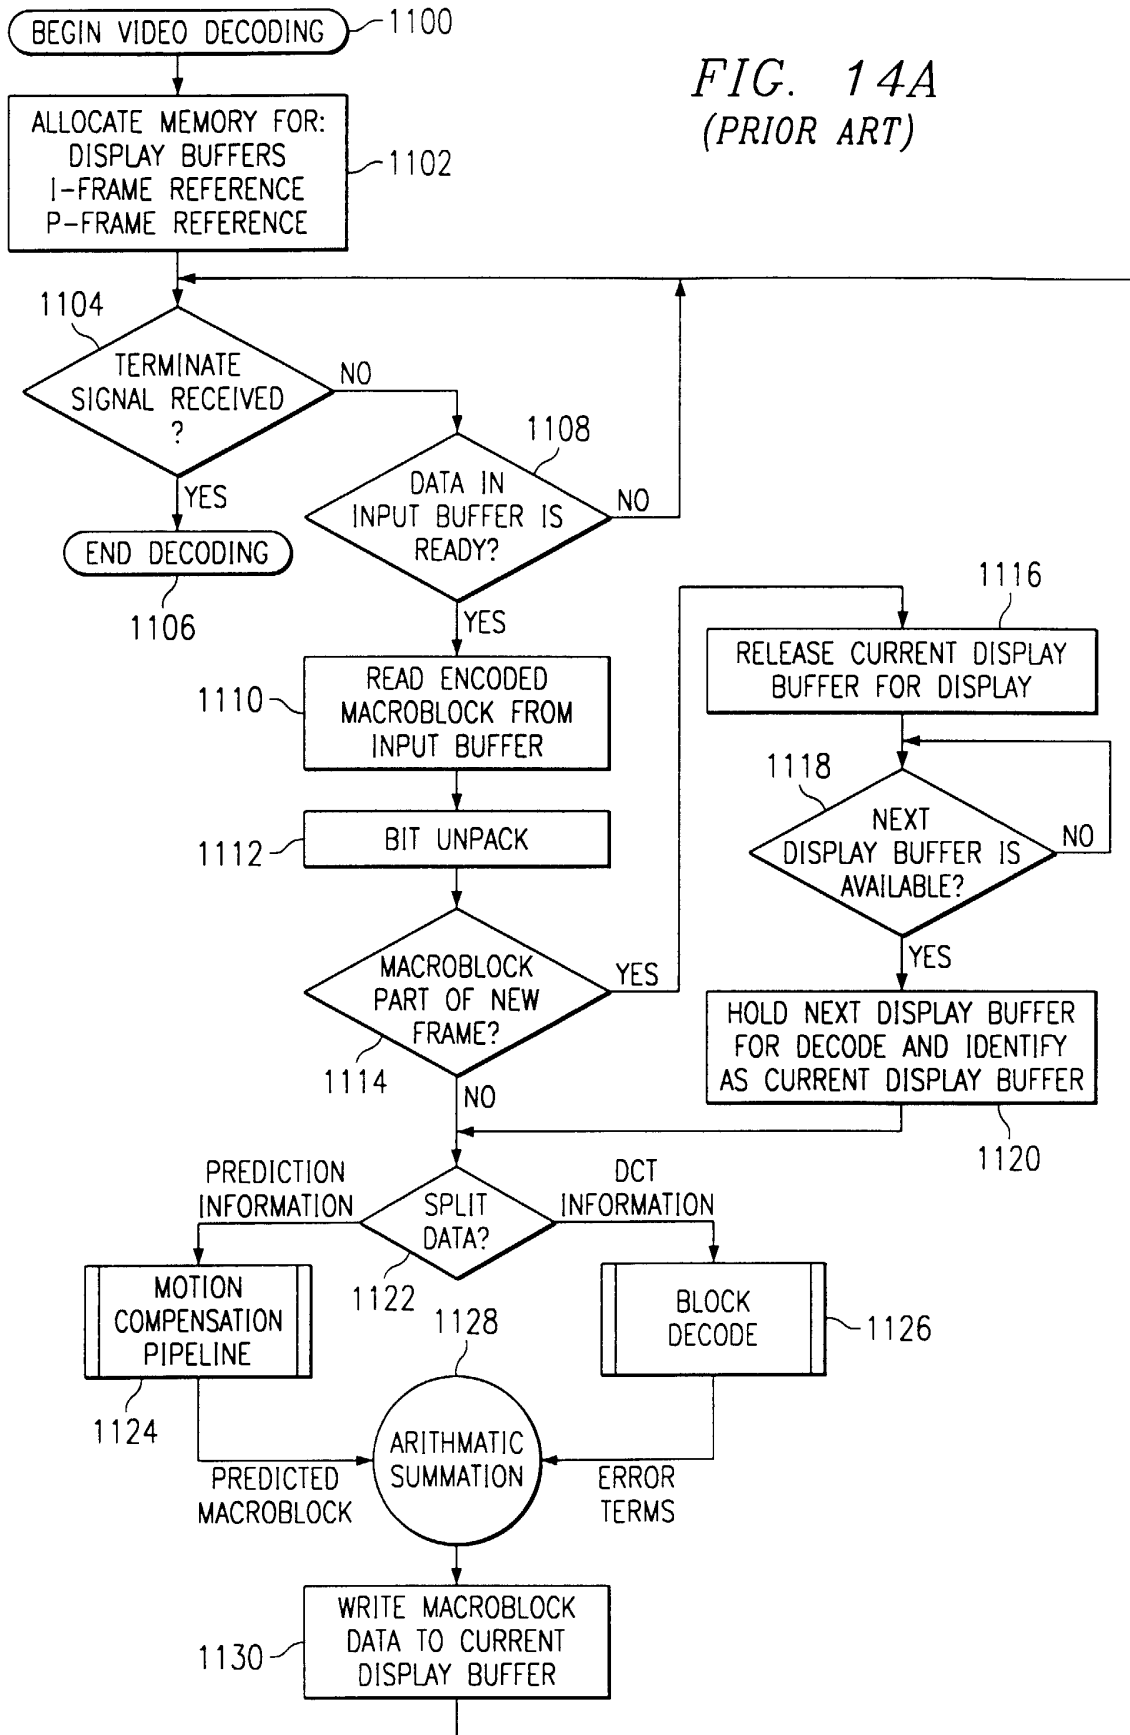 BEGIN VIDEO DECODING
1100
FIG. 14A
(PRIOR ART)
ALLOCATE MEMORY FOR:
DISPLAY BUFFERS
I-FRAME REFERENCE
P-FRAME REFERENCE
1102
1104
TERMINATE
SIGNAL RECEIVED
?
NO
YES
END DECODING
1106
1108
DATA IN
INPUT BUFFER IS
READY?
NO
YES
1110
READ ENCODED
MACROBLOCK FROM
INPUT BUFFER
1112
BIT UNPACK
MACROBLOCK
PART OF NEW
FRAME?
YES
1114
NO
1116
RELEASE CURRENT DISPLAY
BUFFER FOR DISPLAY
1118
NEXT
DISPLAY BUFFER IS
AVAILABLE?
NO
YES
HOLD NEXT DISPLAY BUFFER
FOR DECODE AND IDENTIFY
AS CURRENT DISPLAY BUFFER
1120
PREDICTION
INFORMATION
SPLIT
DATA?
DCT
INFORMATION
1122
MOTION
COMPENSATION
PIPELINE
1124
BLOCK
DECODE
1126
1128
ARITHMATIC
SUMMATION
PREDICTED
MACROBLOCK
ERROR
TERMS
WRITE MACROBLOCK
DATA TO CURRENT
DISPLAY BUFFER
1130